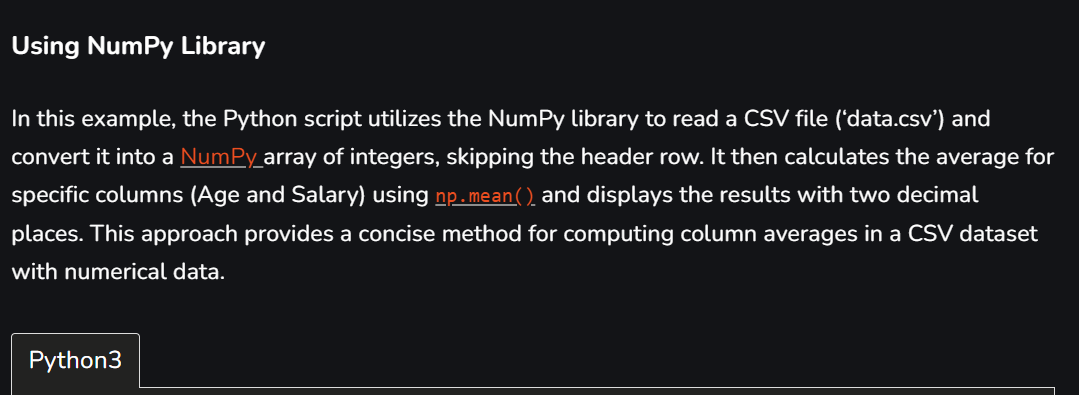 Using NumPy Library
In this example, the Python script utilizes the NumPy library to read a CSV file (‘data.csv’) and
convert it into a NumPy array of integers, skipping the header row. It then calculates the average for
specific columns (Age and Salary) using np.mean() and displays the results with two decimal
places. This approach provides a concise method for computing column averages in a CSV dataset
with numerical data.
Python3